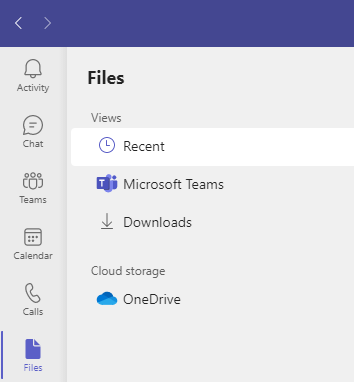 Activity
Chat
Teams
Calendar
Calls
Files
Files
Views
Recent
Microsoft Teams
Downloads
Cloud storage
OneDrive